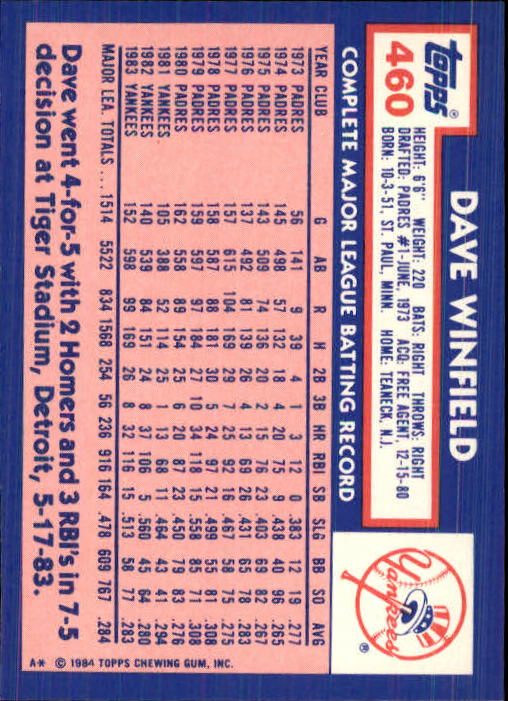 topps®
460
DAVE WINFIELD
HEIGHT: 6'6" WEIGHT: 220 BATS: RIGHT THROWS: RIGHT
DRAFTED: PADRES #1-JUNE, 1973 ACQ: FREE AGENT, 12-15-80
BORN: 10-3-51, ST. PAUL, MINN. HOME: TEANECK, N.J.
Yankees
COMPLETE MAJOR LEAGUE BATTING RECORD
YEAR CLUB G AB R H 2B 3B HR RBI SB SLG BB SO AVG
1973 PADRES 56 141 9 39 4 1 3 12 0 .383 12 19 .277
1974 PADRES 145 498 57 132 18 4 20 75 9 .438 40 96 .265
1975 PADRES 143 509 74 136 20 2 15 76 23 .403 69 82 .267
1976 PADRES 137 492 81 139 26 4 13 69 26 .431 65 78 .283
1977 PADRES 157 615 104 169 29 7 25 92 16 .467 58 75 .275
1978 PADRES 158 587 88 181 30 5 24 97 21 .499 55 81 .308
1979 PADRES 159 597 97 184 27 10 34 118 15 .558 85 71 .308
1980 PADRES 162 558 89 154 25 6 20 87 23 .450 79 83 .276
1981 YANKEES 105 388 52 114 25 1 13 68 11 .464 43 41 .294
1982 YANKEES 140 539 84 151 24 8 37 106 5 .560 45 64 .280
1983 YANKEES 152 598 99 169 26 8 32 116 15 .513 58 77 .283
MAJOR LEA. TOTALS ... 1514 5522 834 1568 254 56 236 916 164 .478 609 767 .284
Dave went 4-for-5 with 2 Homers and 3 RBI's in 7-5
decision at Tiger Stadium, Detroit, 5-17-83.
A* © 1984 TOPPS CHEWING GUM, INC.